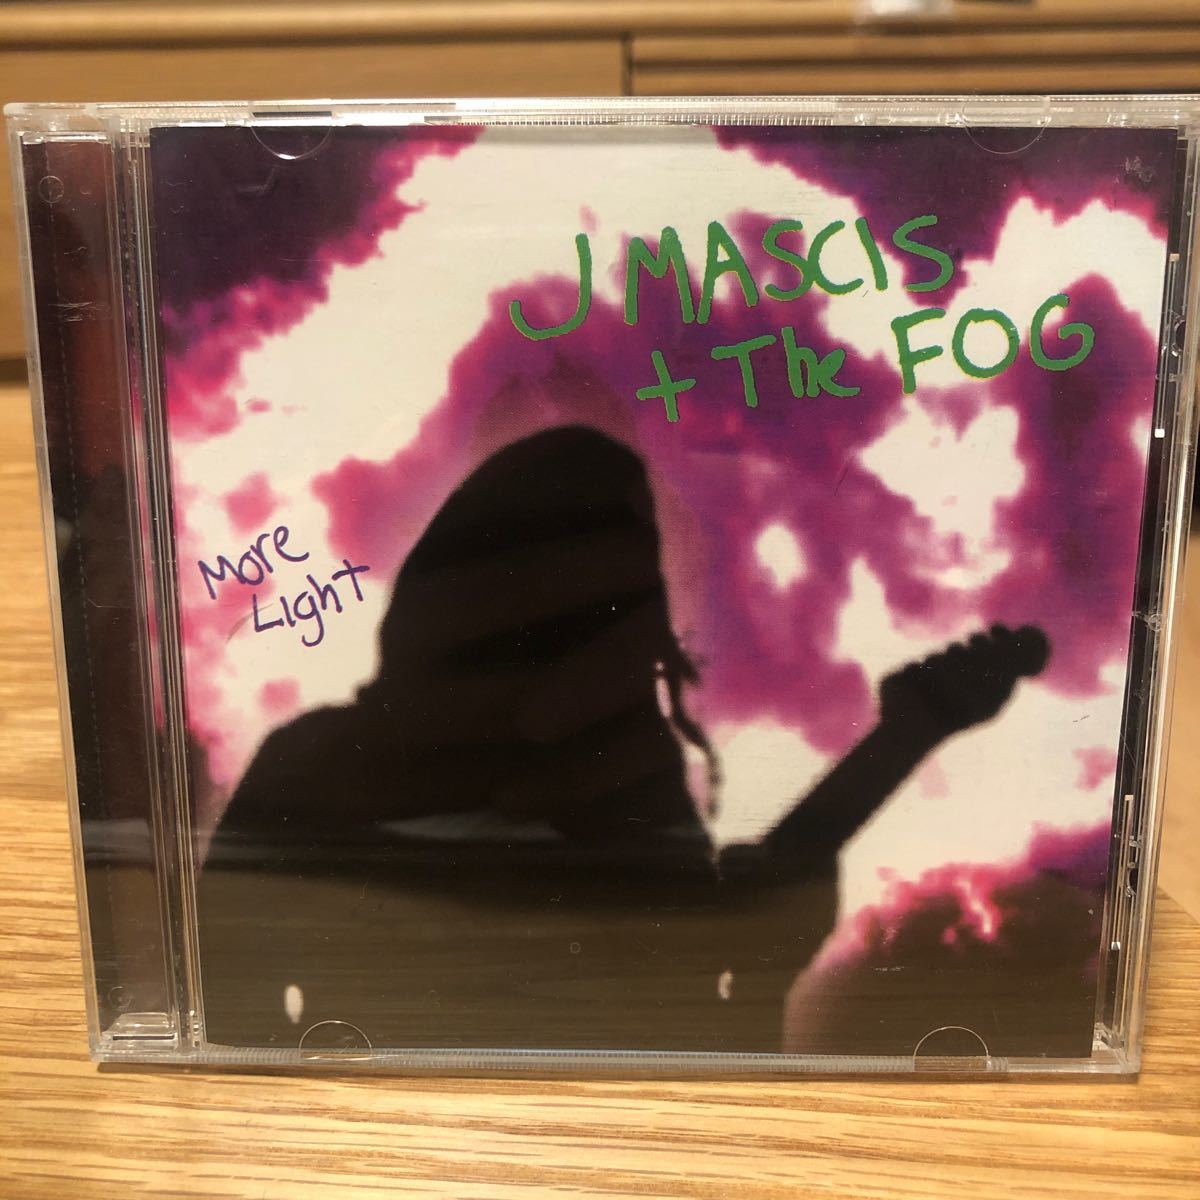 J MASCIS
+ The FOG
More
Light